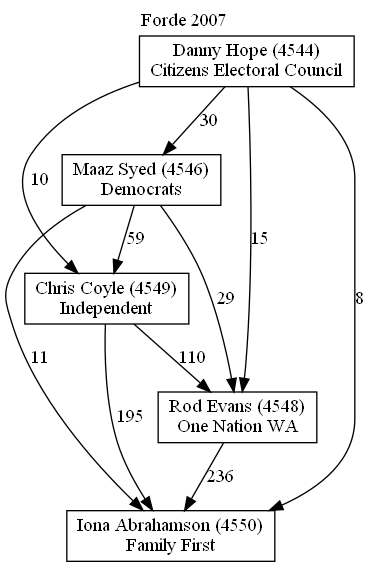 Forde 2007
Danny Hope (4544)
Citizens Electoral Council
30
Maaz Syed (4546)
Democrats
10
59
15
Chris Coyle (4549)
Independent
29
8
11
110
195
Rod Evans (4548)
One Nation WA
236
Iona Abrahamson (4550)
Family First